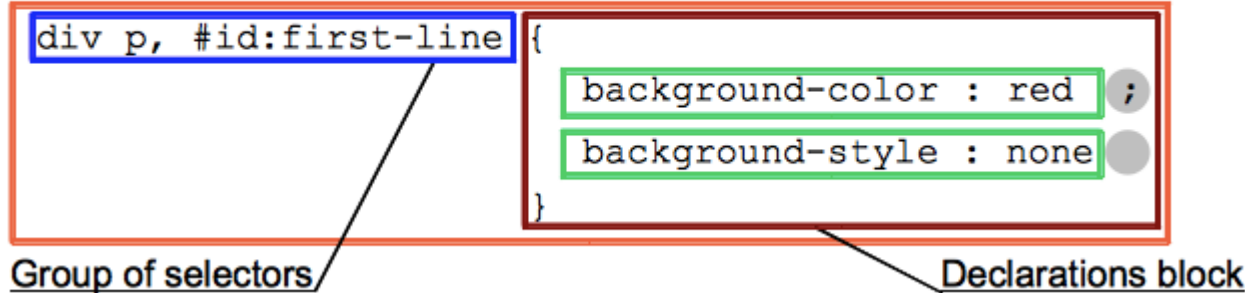 div p, #id:first-line {
background-color : red ;
background-style : none
}
Group of selectors
Declarations block